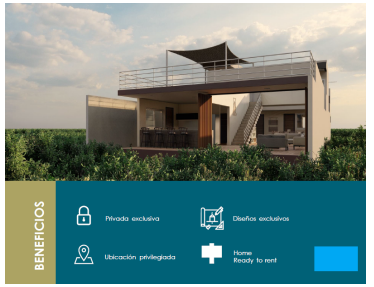 BENEFICIOS
Privada exclusiva
Diseños exclusivos
Ubicación privilegiada
Home
Ready to rent